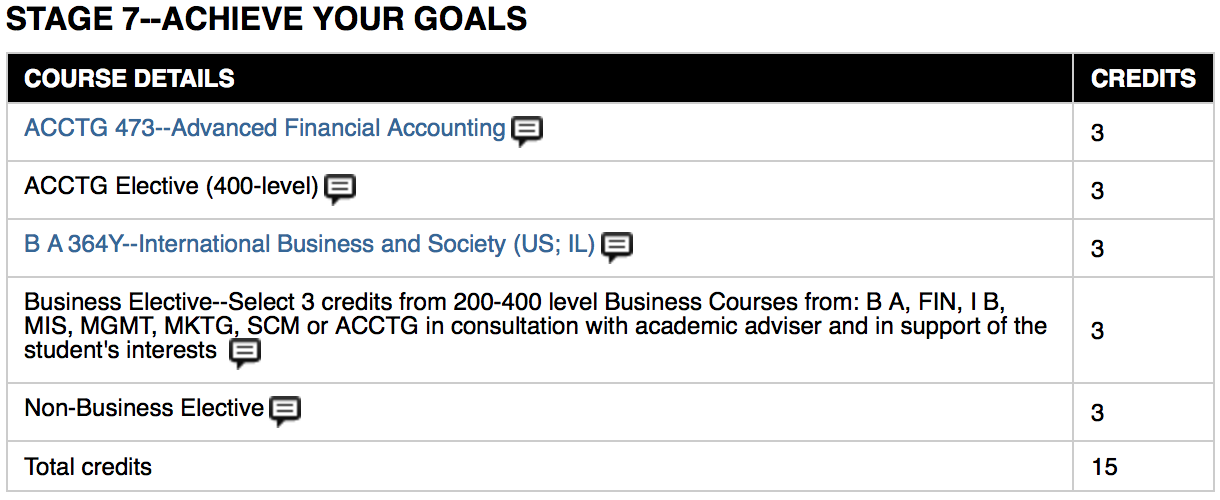 STAGE 7--ACHIEVE YOUR GOALS
COURSE DETAILS CREDITS
ACCTG 473--Advanced Financial Accounting 3
ACCTG Elective (400-level) 3
B A 364Y--International Business and Society (US; IL) 3
Business Elective--Select 3 credits from 200-400 level Business Courses from: B A, FIN, I B,
MIS, MGMT, MKTG, SCM or ACCTG in consultation with academic adviser and in support of the
student's interests 3
Non-Business Elective 3
Total credits 15